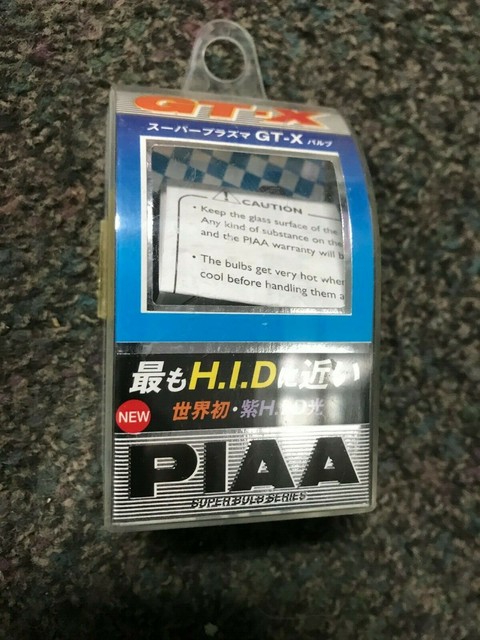 GT-X
スーパープラズマ GT-X バルブ
CAUTION
• Keep the glass surface of the
Any kind of substance on the
and the PIAA warranty will b
• The bulbs get very hot when
cool before handling them a
最もH.I.Dに近い
NEW
世界初・紫H.I.D光
PIAA
SUPER BULB SERIES